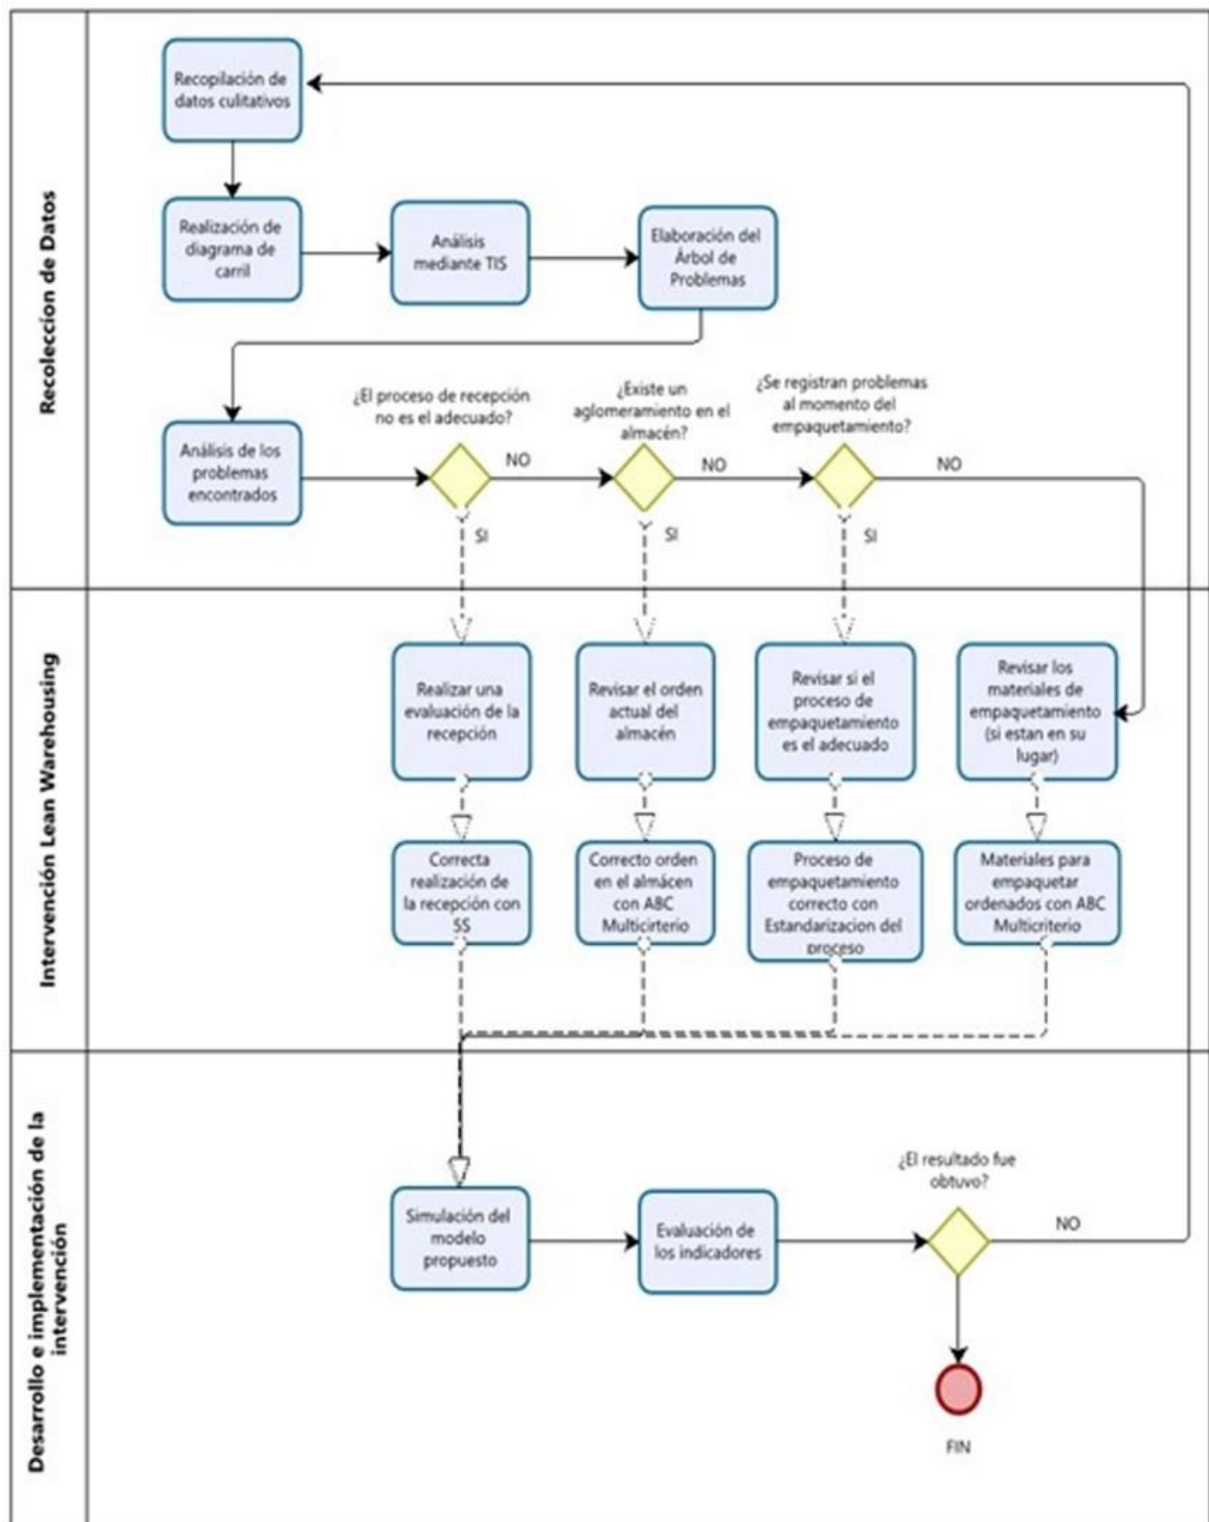 Recoleccion de Datos
Recopilación de
datos culitativos
Realización de
diagrama de
carril
Análisis
mediante TIS
Elaboración del
Árbol de
Problemas
Análisis de los
problemas
encontrados
¿El proceso de recepción
no es el adecuado?
NO
SI
¿Existe un
aglomeramiento en el
almacén?
NO
SI
¿Se registran problemas
al momento del
empaquetamiento?
NO
SI
Intervención Lean Warehousing
Realizar una
evaluación de la
recepción
Revisar el orden
actual del
almacén
Revisar si el
proceso de
empaquetamiento
es el adecuado
Revisar los
materiales de
empaquetamiento
(si estan en su
lugar)
Correcta
realización de
la recepción con
5S
Correcto orden
en el almácen
con ABC
Multicirterio
Proceso de
empaquetamiento
correcto con
Estandarizacion del
proceso
Materiales para
empaquetar
ordenados con ABC
Multicriterio
Desarrollo e implementación de la
intervención
Simulación del
modelo
propuesto
Evaluación de
los indicadores
¿El resultado fue
obtuvo?
NO
FIN